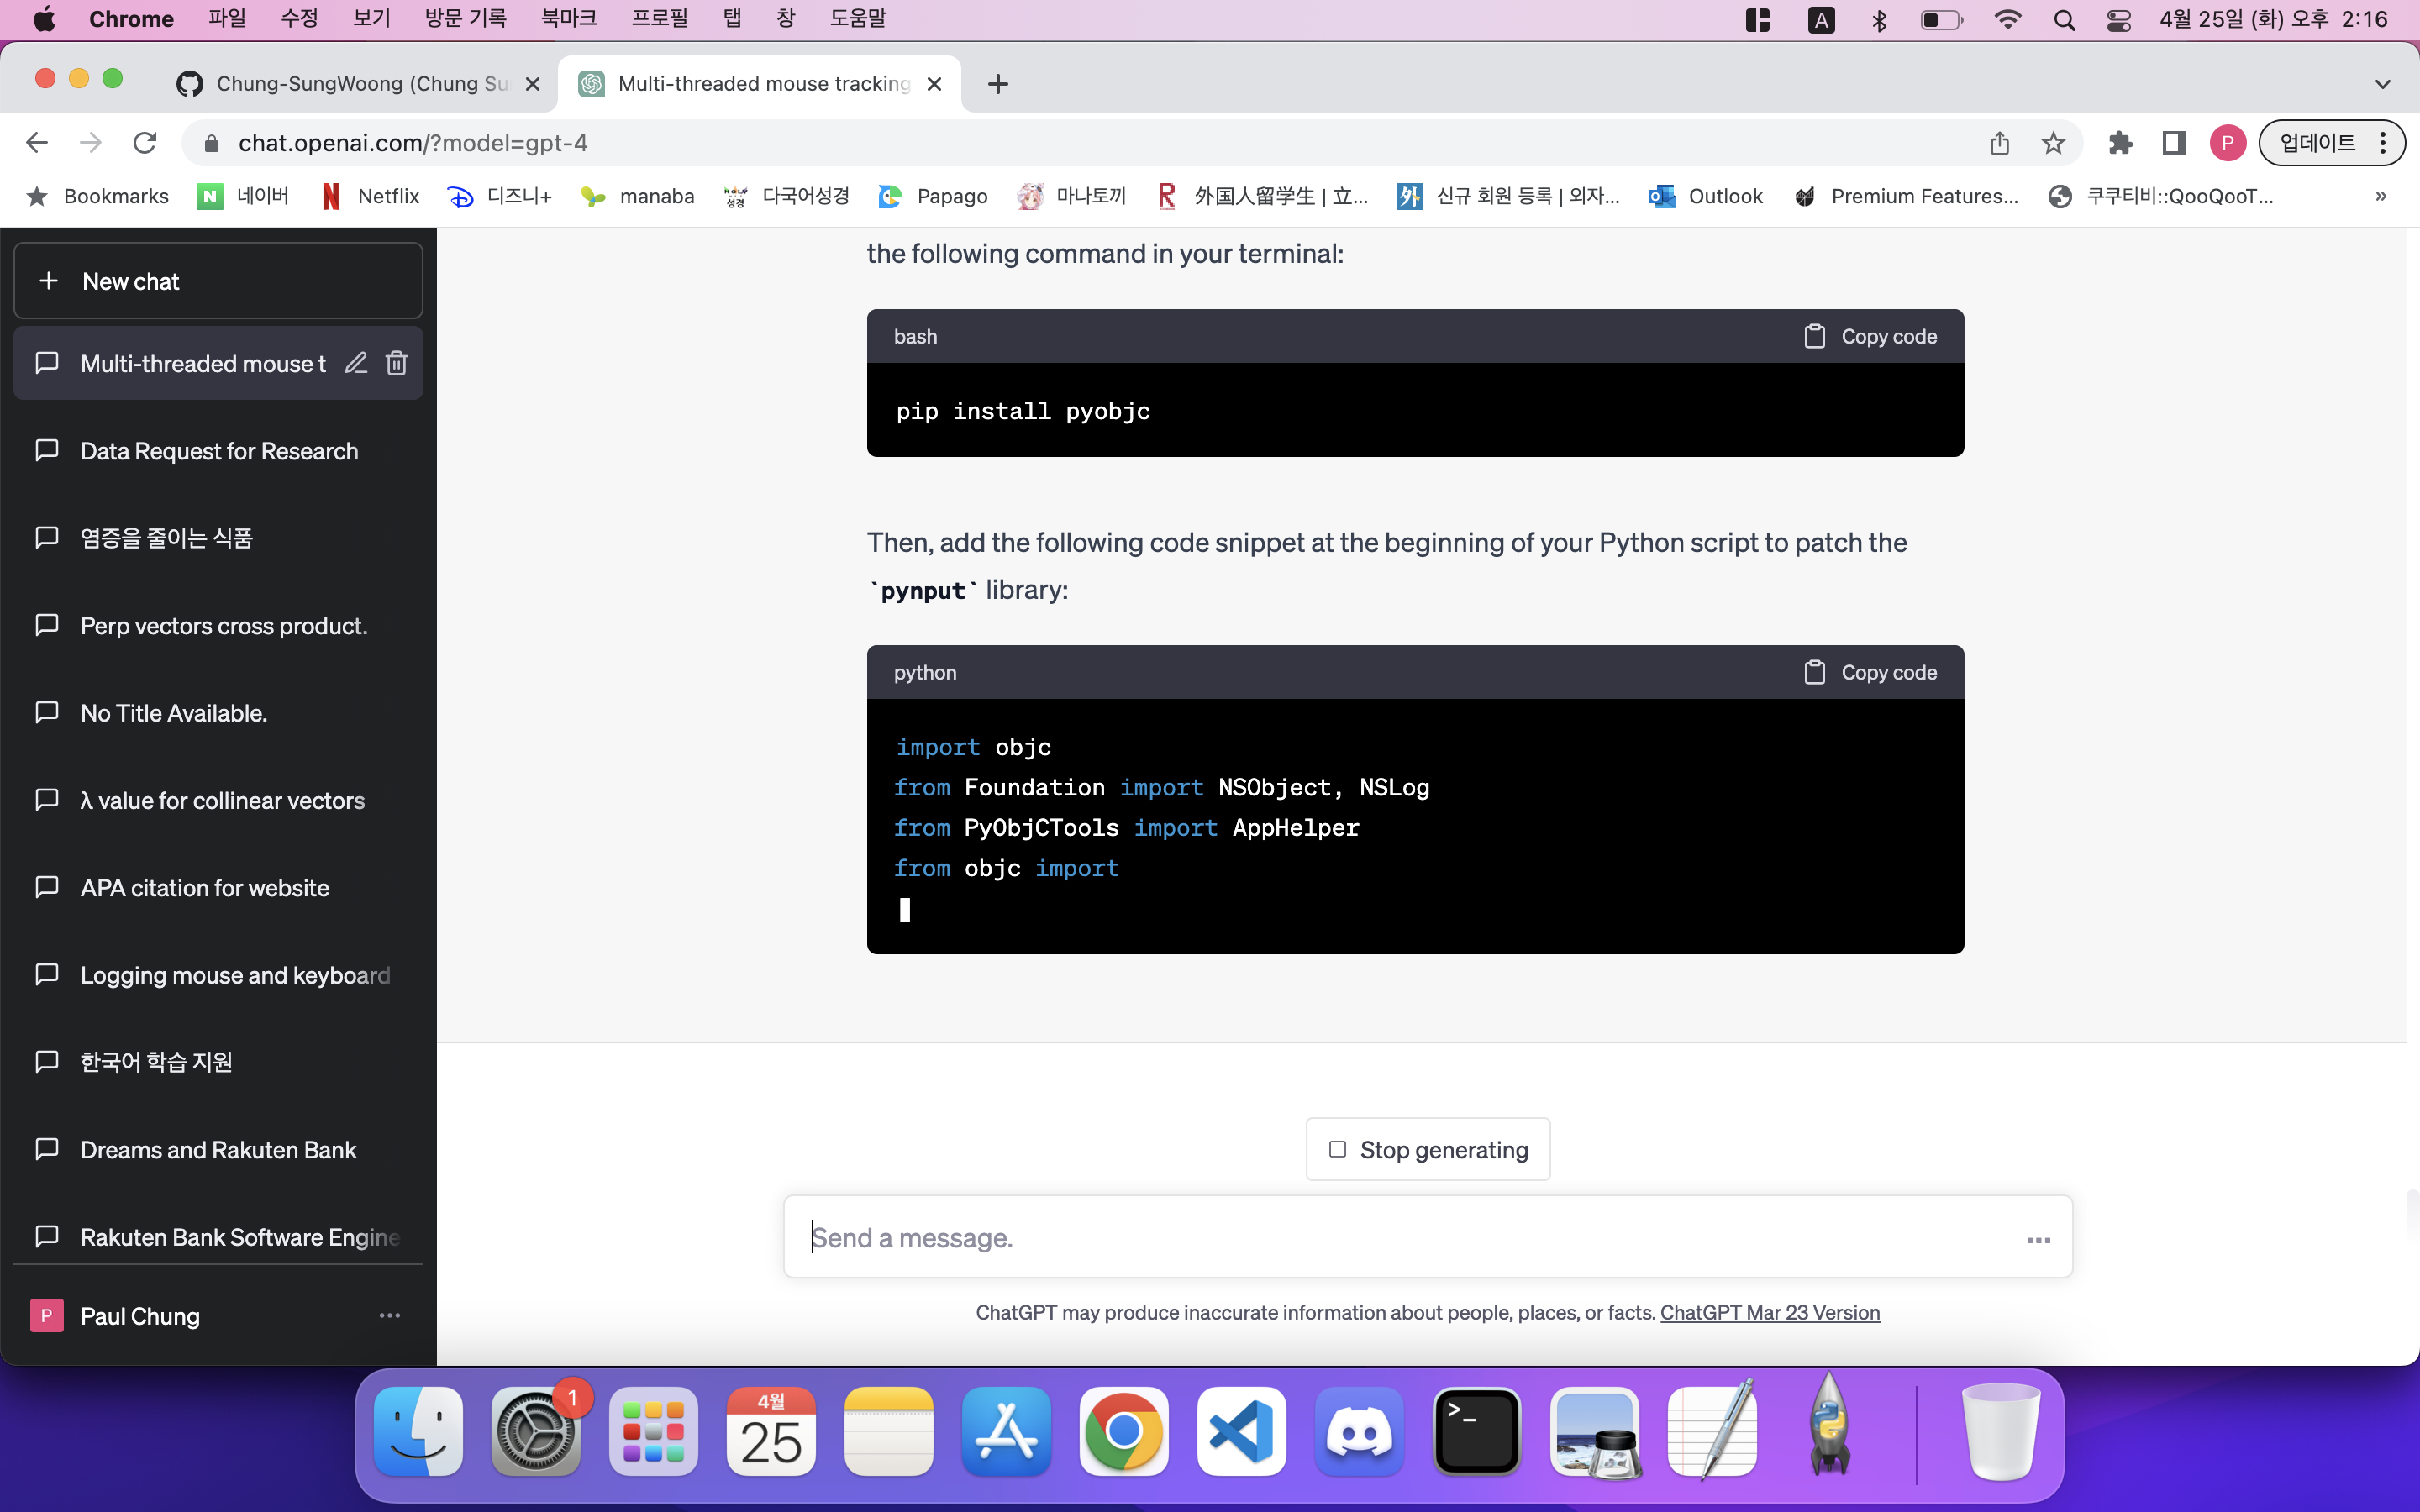 Chrome 파일 수정 보기 방문 기록 북마크 프로필 탭 창 도움말 A 4월 25일 (화) 오후 2:16
Chung-SungWoong (Chung Su Multi-threaded mouse tracking
chat.openai.com/?model=gpt-4 P 업데이트
Bookmarks N 네이버 N Netflix 디즈니+ manaba 성경 다국어성경 Papago 마나토끼 R 外国人留学生 | 立... 外 신규 회원 등록 | 외자... Outlook Premium Features... 쿠쿠티비::QooQooT... »
New chat
Multi-threaded mouse t
Data Request for Research
염증을 줄이는 식품
Perp vectors cross product.
No Title Available.
λ value for collinear vectors
APA citation for website
Logging mouse and keyboard
한국어 학습 지원
Dreams and Rakuten Bank
Rakuten Bank Software Engine
P Paul Chung
the following command in your terminal:
bash Copy code
pip install pyobjc
Then, add the following code snippet at the beginning of your Python script to patch the
`pynput` library:
python Copy code
import objc
from Foundation import NSObject, NSLog
from PyObjCTools import AppHelper
from objc import
Stop generating
Send a message.
ChatGPT may produce inaccurate information about people, places, or facts. ChatGPT Mar 23 Version
1
4월
25
>_